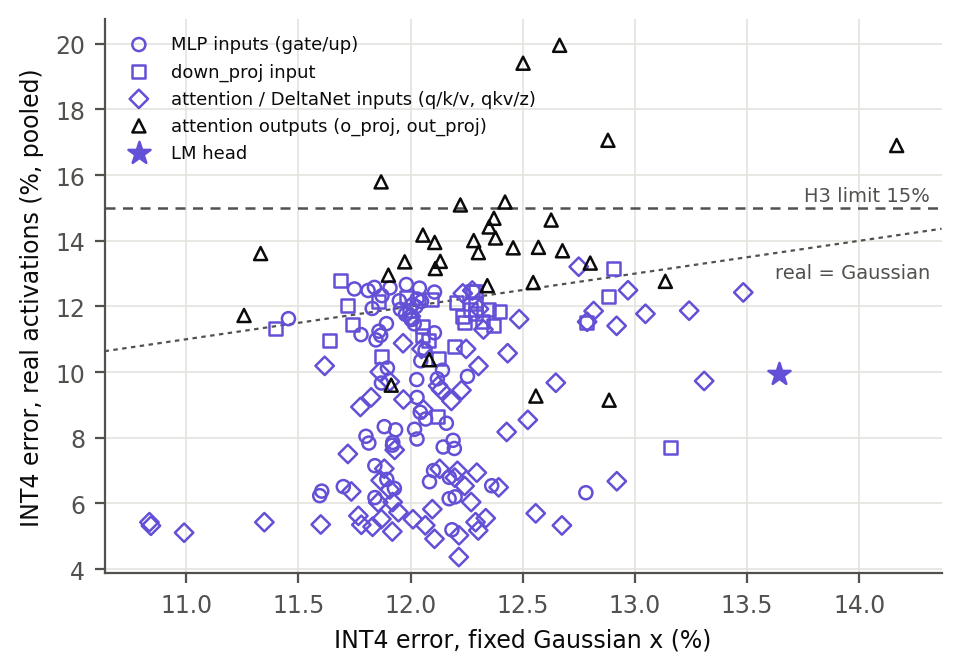 INT4 error, real activations (%, pooled)
20
18
16
14
12
10
8
6
4
MLP inputs (gate/up)
down_proj input
attention / DeltaNet inputs (q/k/v, qkv/z)
attention outputs (o_proj, out_proj)
LM head
H3 limit 15%
real = Gaussian
11.0 11.5 12.0 12.5 13.0 13.5 14.0
INT4 error, fixed Gaussian x (%)